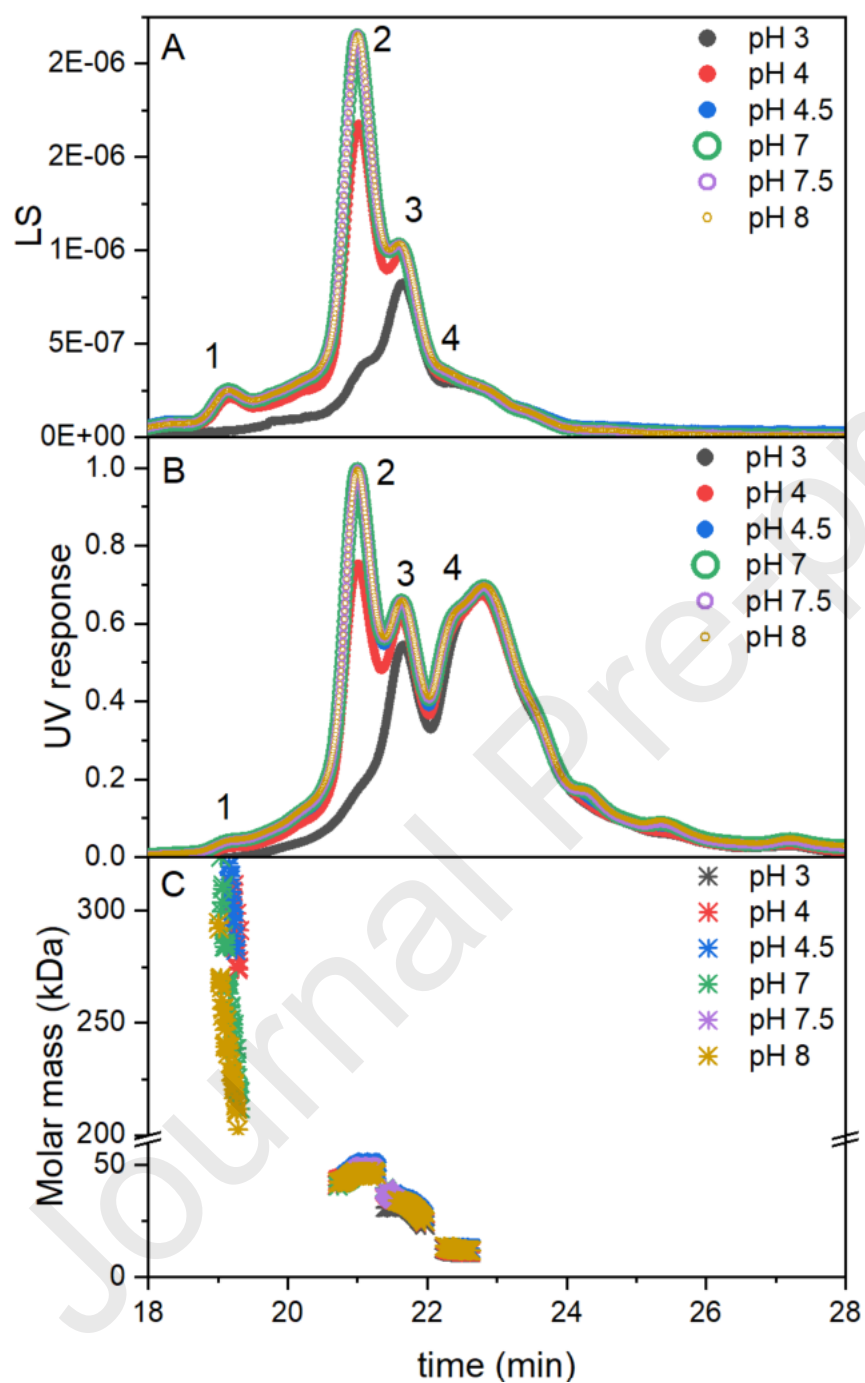 A
2
3
1
4
LS
2E-06
2E-06
1E-06
5E-07
0E+00
pH 3
pH 4
pH 4.5
pH 7
pH 7.5
pH 8
B
2
3
4
1
UV response
1.0
0.8
0.6
0.4
0.2
0.0
pH 3
pH 4
pH 4.5
pH 7
pH 7.5
pH 8
C
Molar mass (kDa)
300
250
200
50
0
pH 3
pH 4
pH 4.5
pH 7
pH 7.5
pH 8
18 20 22 24 26 28
time (min)
Journal Pre-p